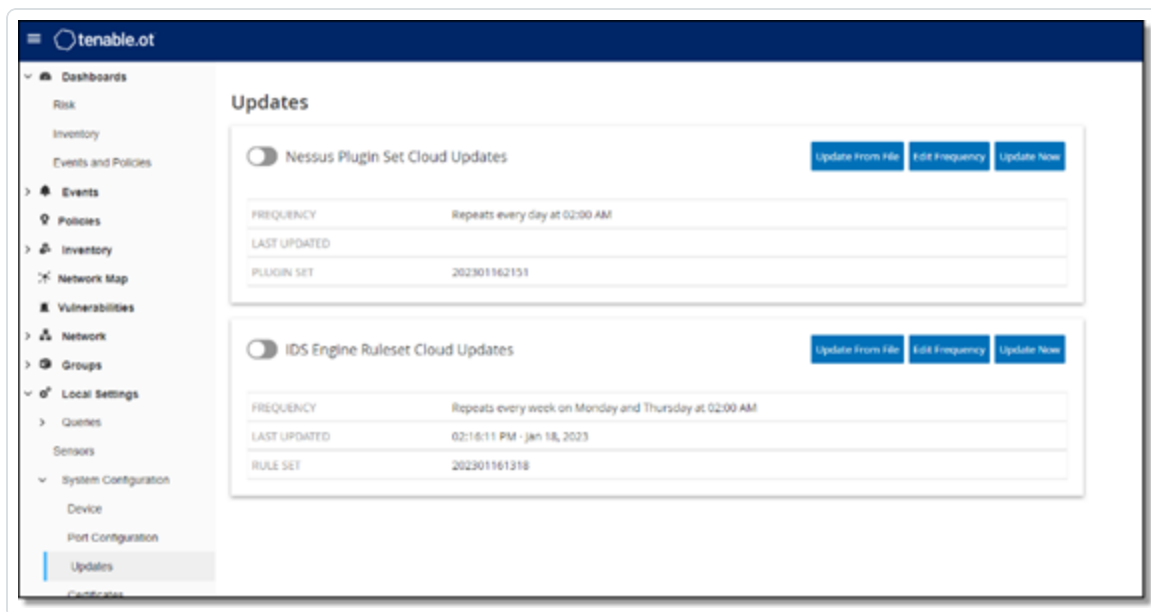 tenable.ot
Dashboards
Risk
Inventory
Events and Policies
Events
Policies
Inventory
Network Map
Vulnerabilities
Network
Groups
Local Settings
Queries
Sensors
System Configuration
Device
Port Configuration
Updates
Certificates
Updates
Nessus Plugin Set Cloud Updates
Update From File Edit Frequency Update Now
FREQUENCY Repeats every day at 02:00 AM
LAST UPDATED
PLUGIN SET 202301162151
IDS Engine Ruleset Cloud Updates
Update From File Edit Frequency Update Now
FREQUENCY Repeats every week on Monday and Thursday at 02:00 AM
LAST UPDATED 02:16:11 PM - Jan 18, 2023
RULE SET 202301161318